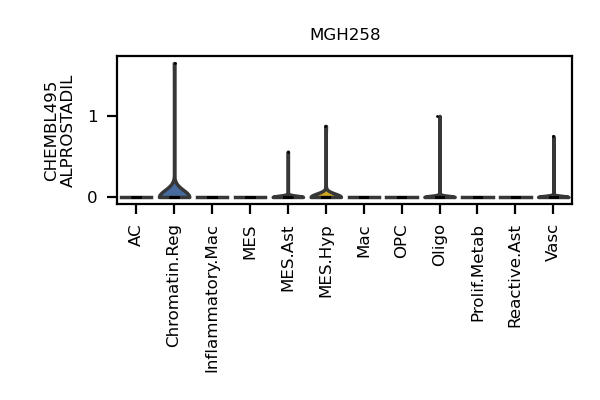 MGH258
CHEMBL495
ALPROSTADIL
1
0
AC
Chromatin.Reg
Inflammatory.Mac
MES
MES.Ast
MES.Hyp
Mac
OPC
Oligo
Prolif.Metab
Reactive.Ast
Vasc